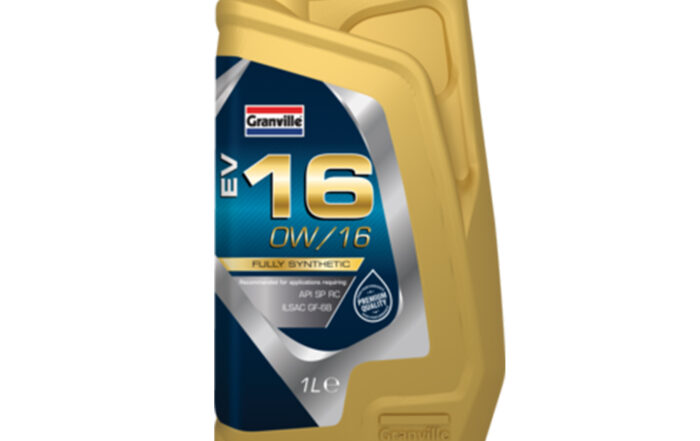 Granville
EV
16
0W/16
FULLY SYNTHETIC
Recommended for applications requiring
API SP RC
ILSAC GF-6B
PREMIUM
QUALITY
1L e
Granville